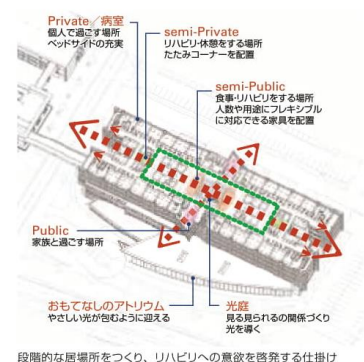 Private／病室
個人で過ごす場所
ベッドサイドの充実
semi-Private
リハビリ・休憩をする場所
たたみコーナーを配置
semi-Public
食事・リハビリをする場所
人数や用途にフレキシブル
に対応できる家具を配置
Public
家族と過ごす場所
おもてなしのアトリウム
やさしい光が包むように迎える
光庭
見る見られるの関係づくり
光を導く
段階的な居場所をつくり、リハビリへの意欲を啓発する仕掛け